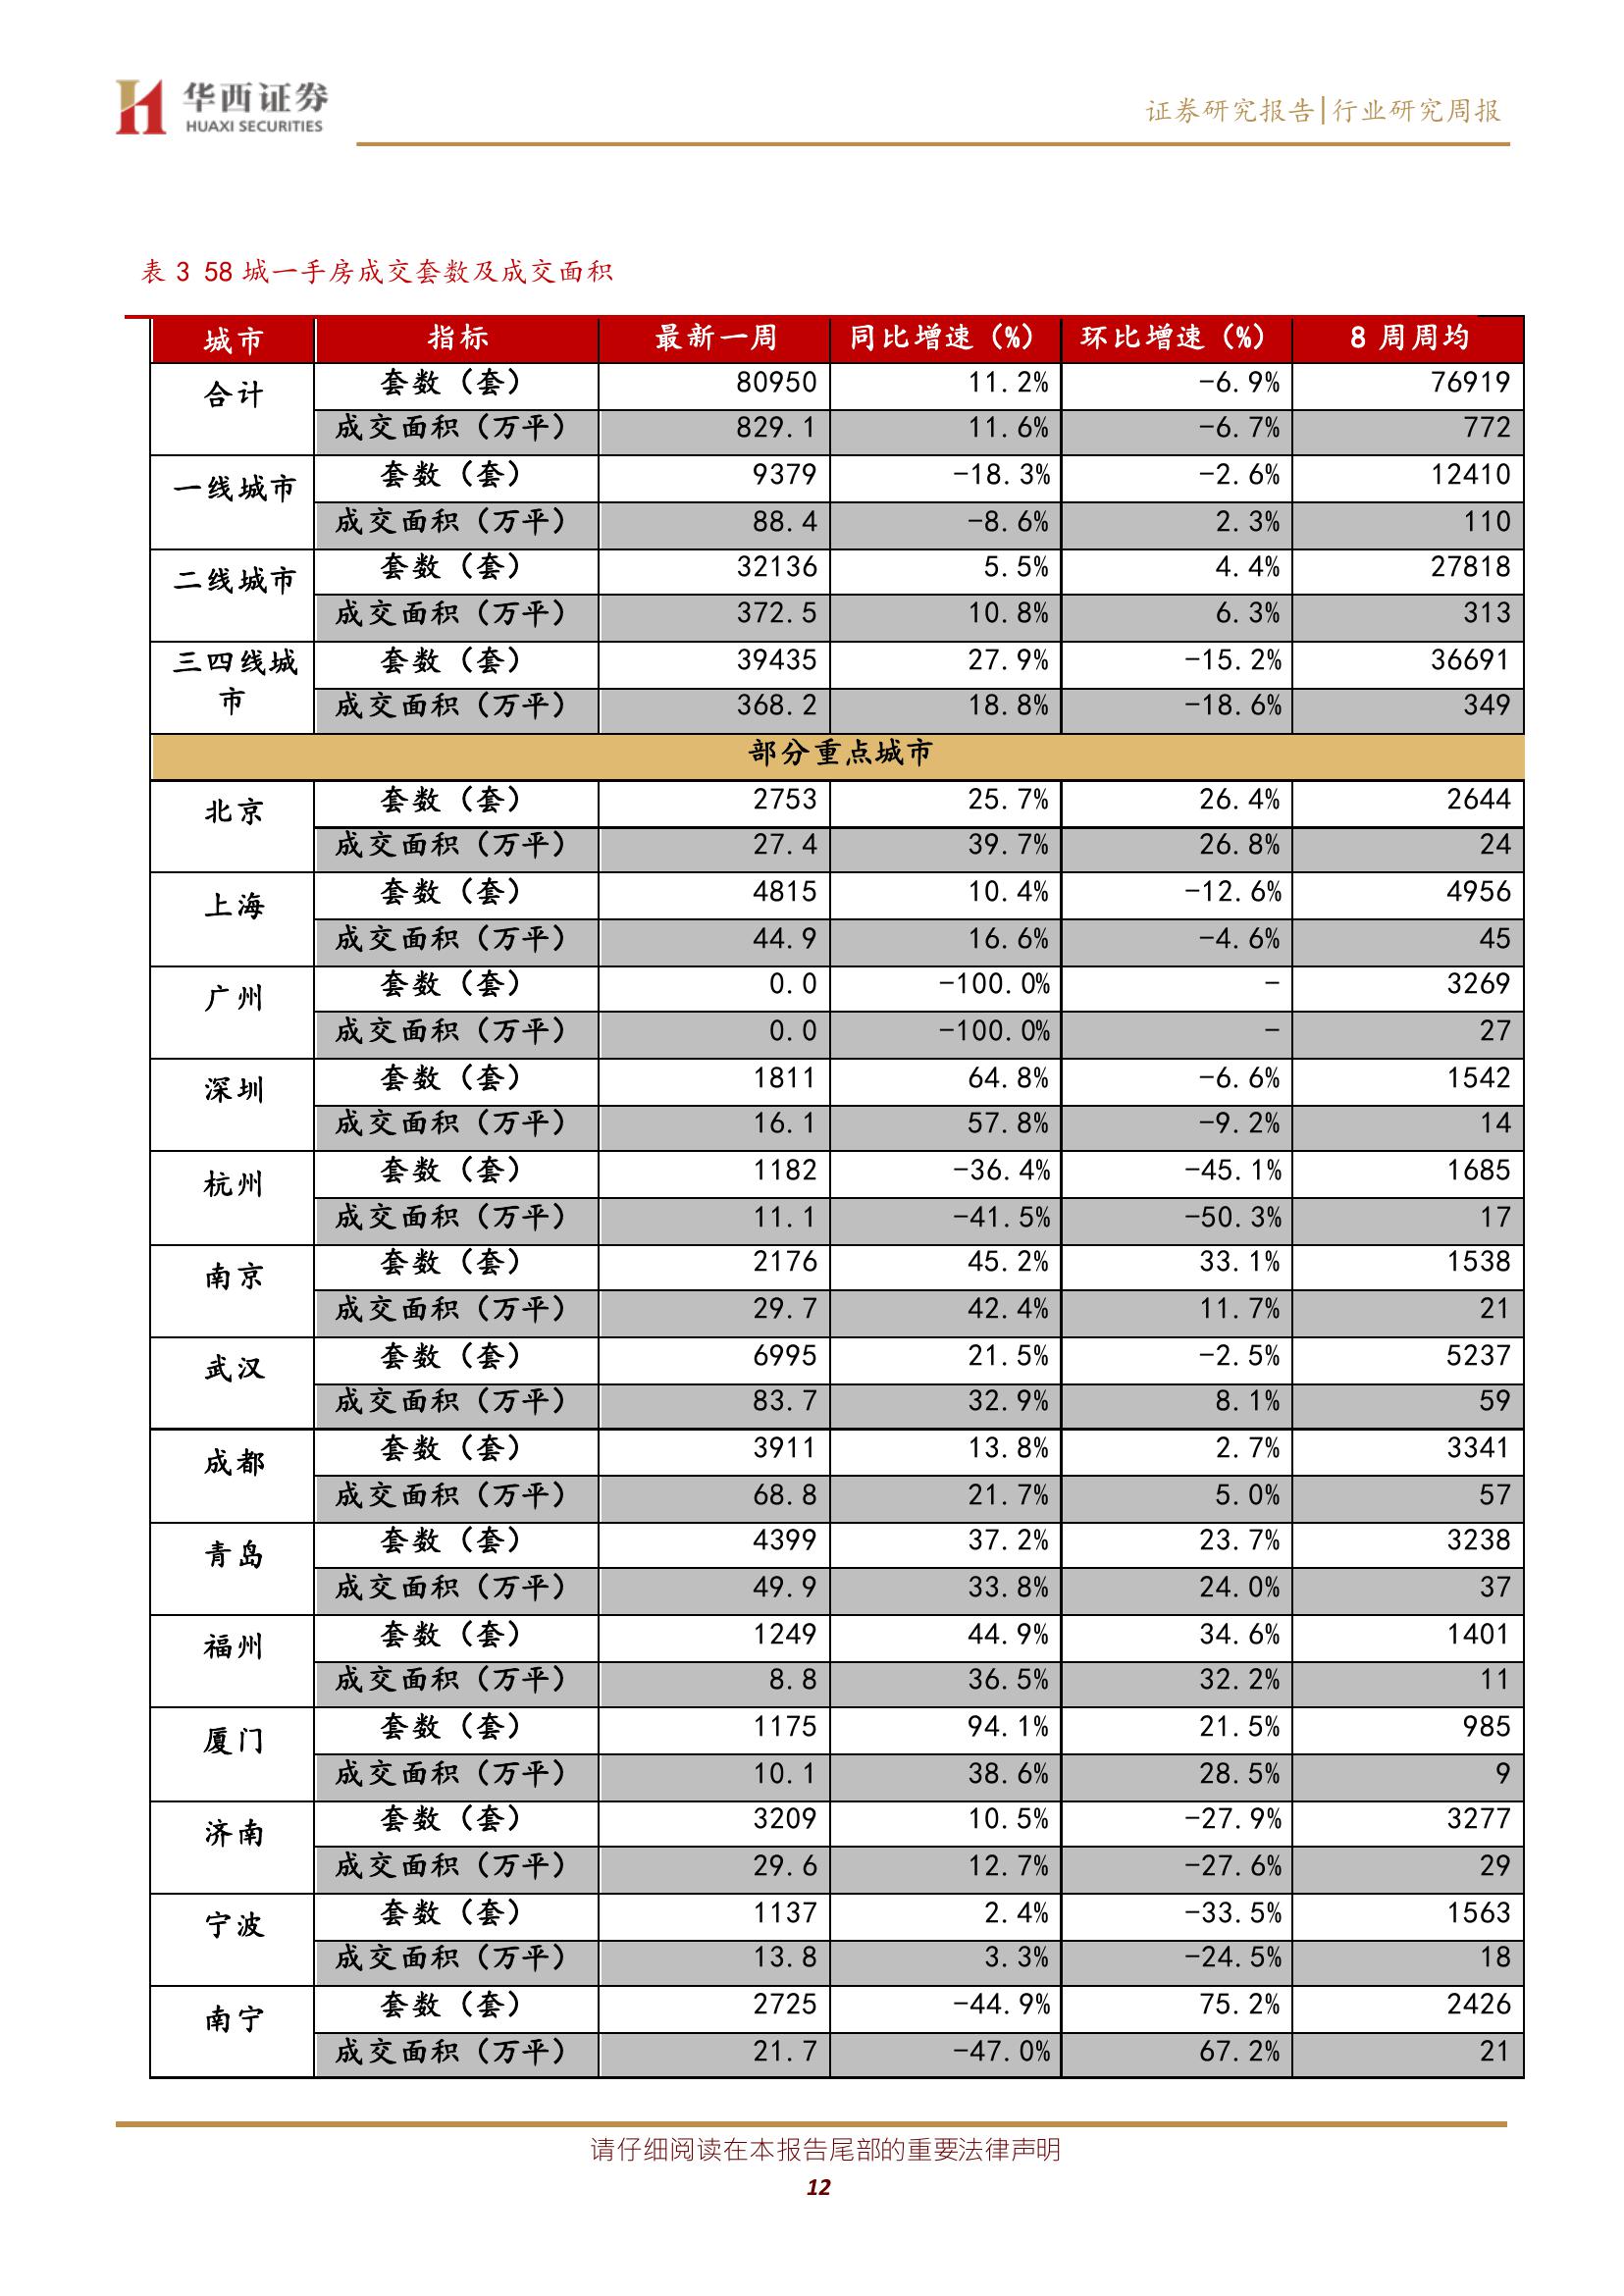 华西证券
HUAXI SECURITIES
证券研究报告|行业研究周报
表 3 58 城一手房成交套数及成交面积
城市 指标 最新一周 同比增速（%） 环比增速（%） 8 周周均
合计 套数（套） 80950 11.2% -6.9% 76919
成交面积（万平） 829.1 11.6% -6.7% 772
一线城市 套数（套） 9379 -18.3% -2.6% 12410
成交面积（万平） 88.4 -8.6% 2.3% 110
二线城市 套数（套） 32136 5.5% 4.4% 27818
成交面积（万平） 372.5 10.8% 6.3% 313
三四线城市 套数（套） 39435 27.9% -15.2% 36691
成交面积（万平） 368.2 18.8% -18.6% 349
部分重点城市
北京 套数（套） 2753 25.7% 26.4% 2644
成交面积（万平） 27.4 39.7% 26.8% 24
上海 套数（套） 4815 10.4% -12.6% 4956
成交面积（万平） 44.9 16.6% -4.6% 45
广州 套数（套） 0.0 -100.0% - 3269
成交面积（万平） 0.0 -100.0% - 27
深圳 套数（套） 1811 64.8% -6.6% 1542
成交面积（万平） 16.1 57.8% -9.2% 14
杭州 套数（套） 1182 -36.4% -45.1% 1685
成交面积（万平） 11.1 -41.5% -50.3% 17
南京 套数（套） 2176 45.2% 33.1% 1538
成交面积（万平） 29.7 42.4% 11.7% 21
武汉 套数（套） 6995 21.5% -2.5% 5237
成交面积（万平） 83.7 32.9% 8.1% 59
成都 套数（套） 3911 13.8% 2.7% 3341
成交面积（万平） 68.8 21.7% 5.0% 57
青岛 套数（套） 4399 37.2% 23.7% 3238
成交面积（万平） 49.9 33.8% 24.0% 37
福州 套数（套） 1249 44.9% 34.6% 1401
成交面积（万平） 8.8 36.5% 32.2% 11
厦门 套数（套） 1175 94.1% 21.5% 985
成交面积（万平） 10.1 38.6% 28.5% 9
济南 套数（套） 3209 10.5% -27.9% 3277
成交面积（万平） 29.6 12.7% -27.6% 29
宁波 套数（套） 1137 2.4% -33.5% 1563
成交面积（万平） 13.8 3.3% -24.5% 18
南宁 套数（套） 2725 -44.9% 75.2% 2426
成交面积（万平） 21.7 -47.0% 67.2% 21
请仔细阅读在本报告尾部的重要法律声明
12